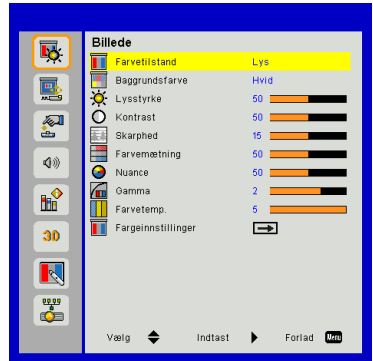 Billede
Farvetilstand Lys
Baggrundsfarve Hvid
Lysstyrke 50
Kontrast 50
Skarphed 15
Farvemætning 50
Nuance 50
Gamma 2
Farvetemp. 5
Fargeinnstillinger
3D
Vælg Indtast Forlad Menu